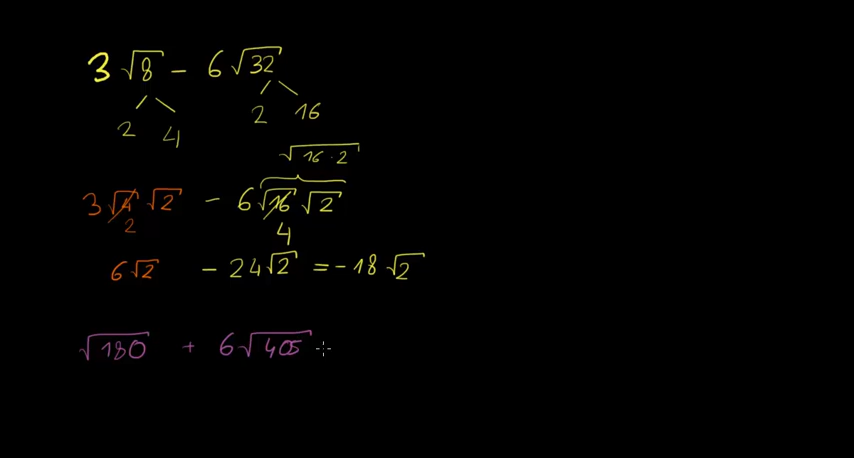 3 √8 − 6 √32
2 4 2 16
√16 · 2
3 √4 √2 − 6 √16 √2
2 4
6 √2 − 24 √2 = −18 √2
√180 + 6 √405